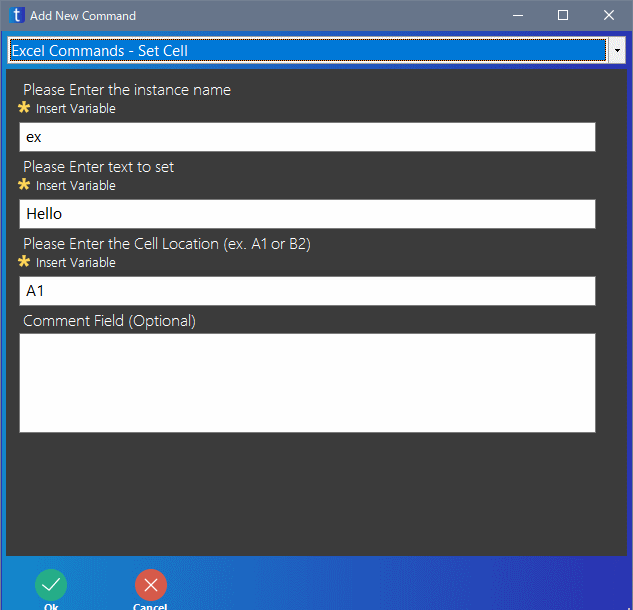 t Add New Command
Excel Commands - Set Cell
Please Enter the instance name
Insert Variable
ex
Please Enter text to set
Insert Variable
Hello
Please Enter the Cell Location (ex. A1 or B2)
Insert Variable
A1
Comment Field (Optional)
Ok Cancel